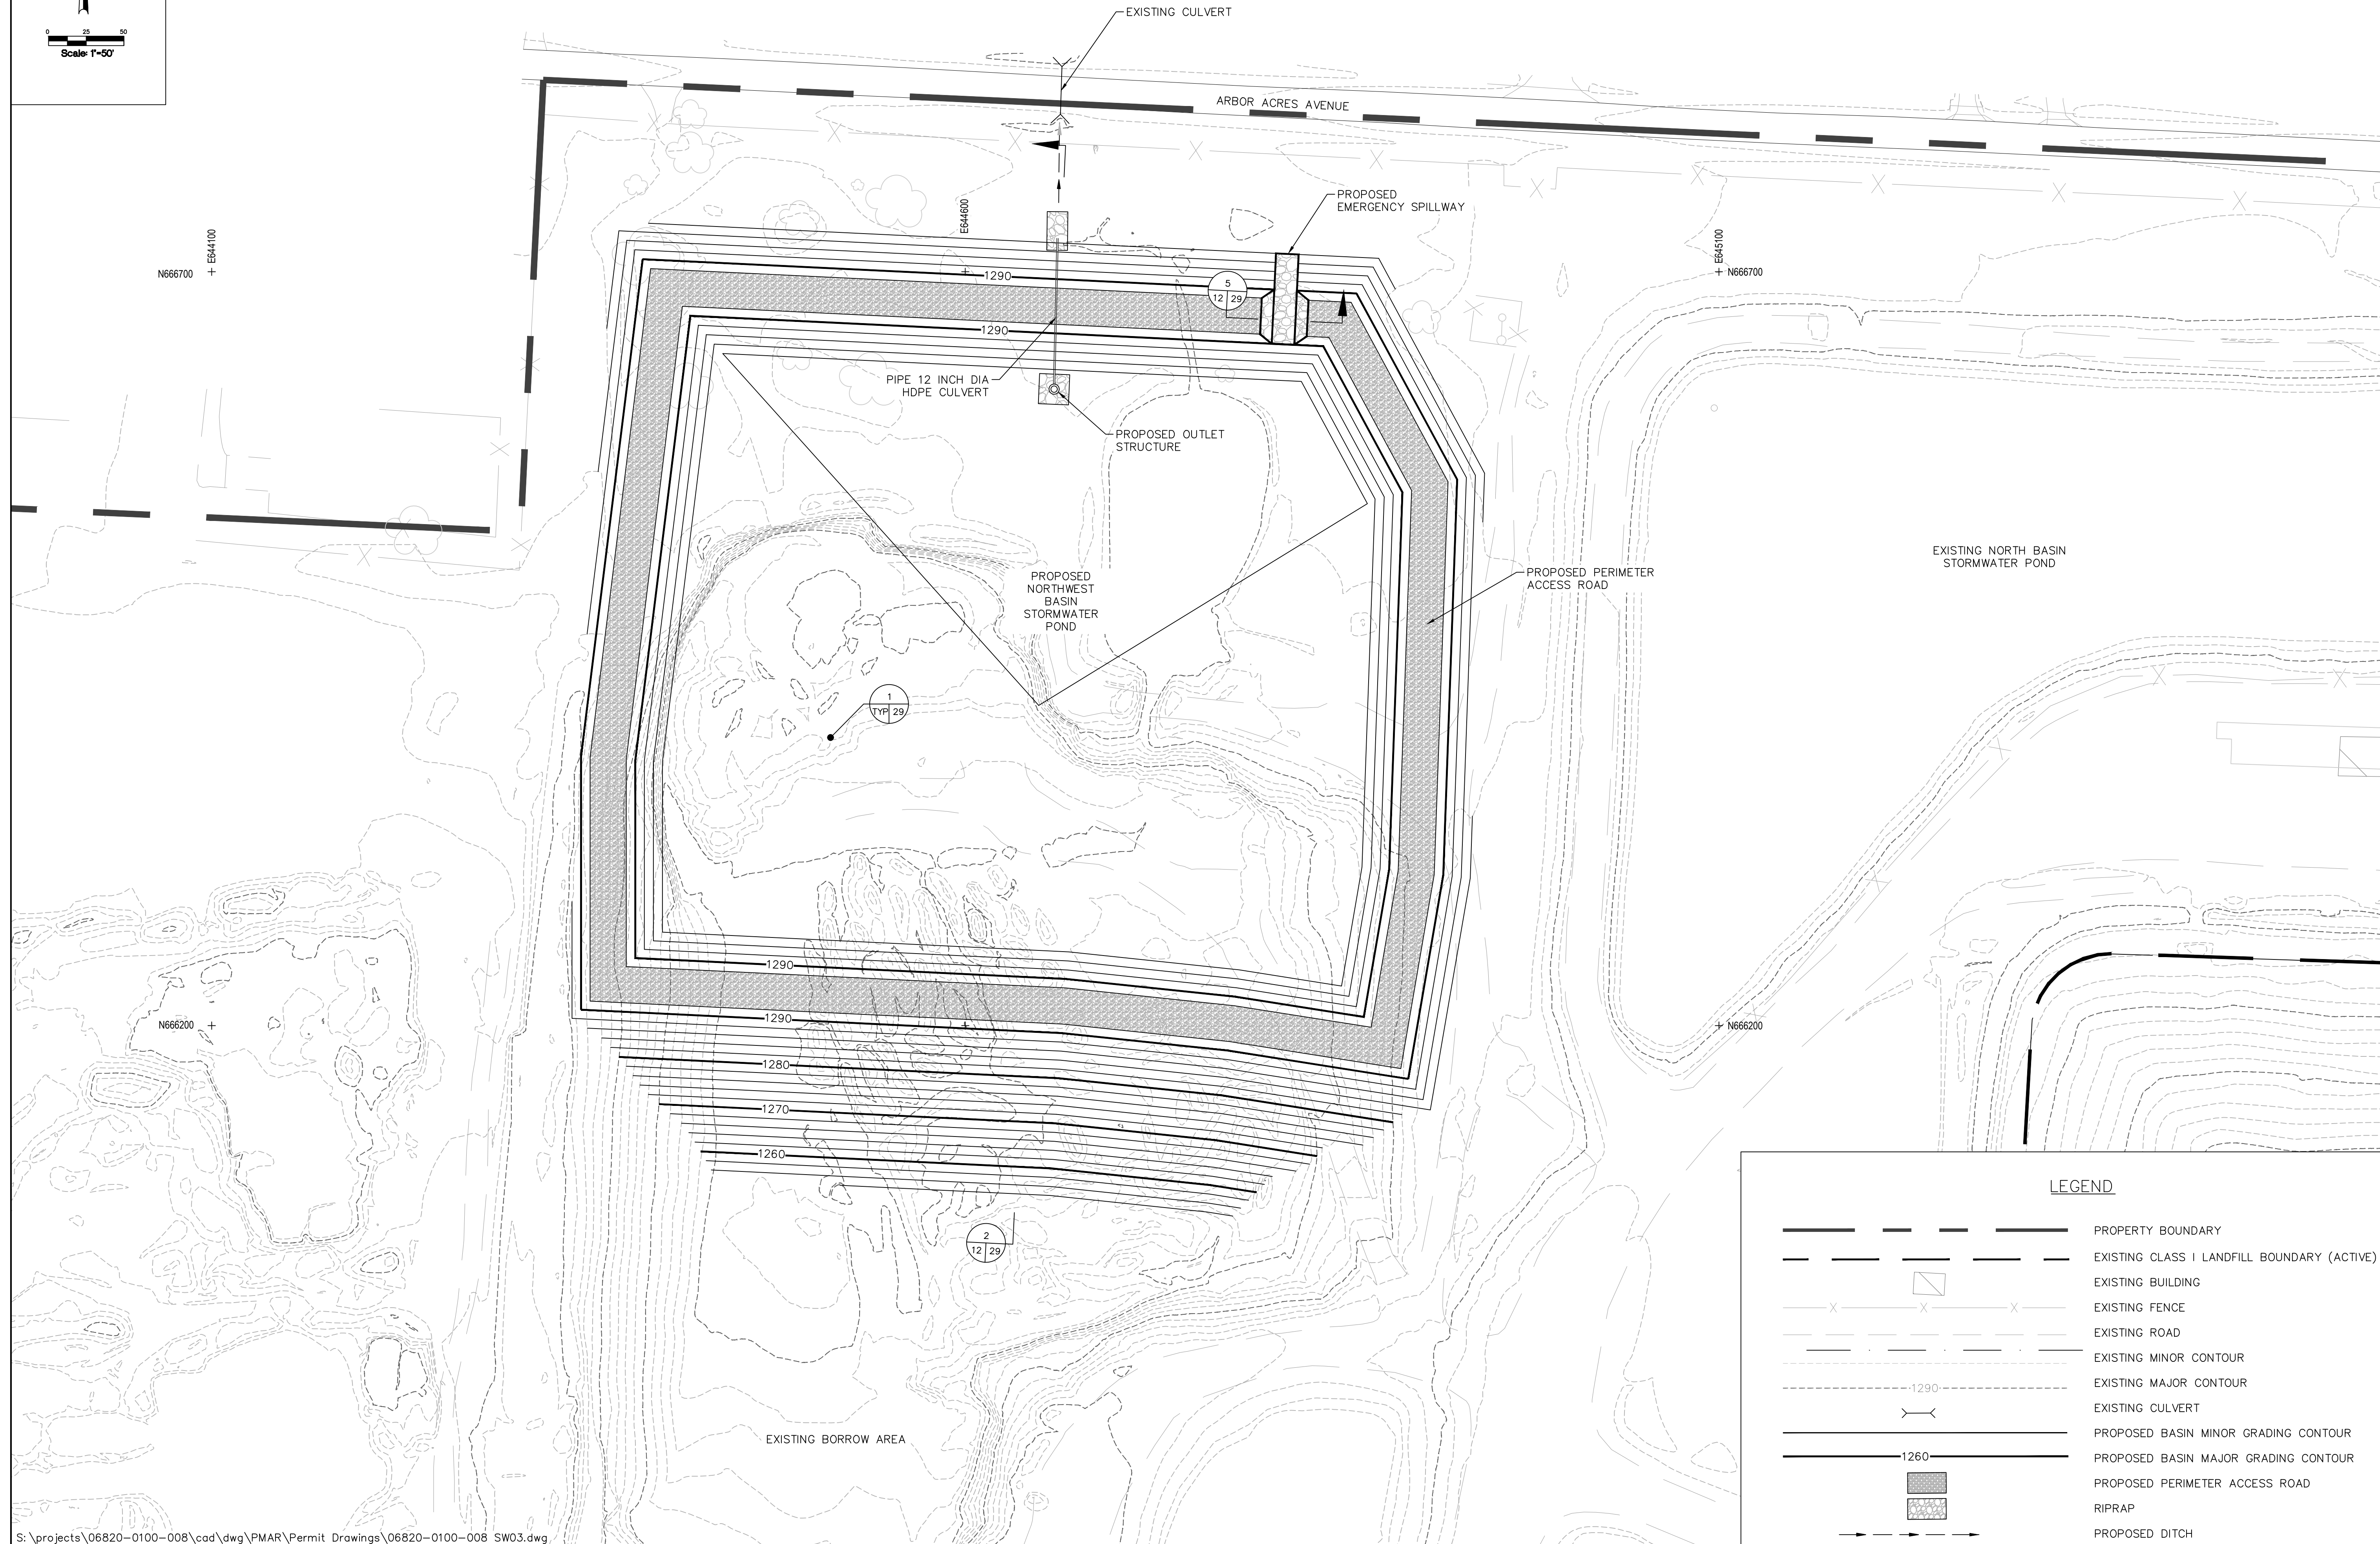 0 25 50
Scale: 1"=50'
EXISTING CULVERT
ARBOR ACRES AVENUE
PROPOSED
EMERGENCY SPILLWAY
E644100
N666700
E644600
E645100
N666700
1290
5
12 29
1290
PIPE 12 INCH DIA
HDPE CULVERT
PROPOSED OUTLET
STRUCTURE
EXISTING NORTH BASIN
STORMWATER POND
PROPOSED
NORTHWEST
BASIN
STORMWATER
POND
PROPOSED PERIMETER
ACCESS ROAD
1
TYP 29
1290
1290
N666200
N666200
1280
1270
1260
2
12 29
EXISTING BORROW AREA
LEGEND
PROPERTY BOUNDARY
EXISTING CLASS I LANDFILL BOUNDARY (ACTIVE)
EXISTING BUILDING
EXISTING FENCE
EXISTING ROAD
EXISTING MINOR CONTOUR
1290
EXISTING MAJOR CONTOUR
EXISTING CULVERT
PROPOSED BASIN MINOR GRADING CONTOUR
1260
PROPOSED BASIN MAJOR GRADING CONTOUR
PROPOSED PERIMETER ACCESS ROAD
RIPRAP
PROPOSED DITCH
S:\projects\06820-0100-008\cad\dwg\PMAR\Permit Drawings\06820-0100-008 SW03.dwg